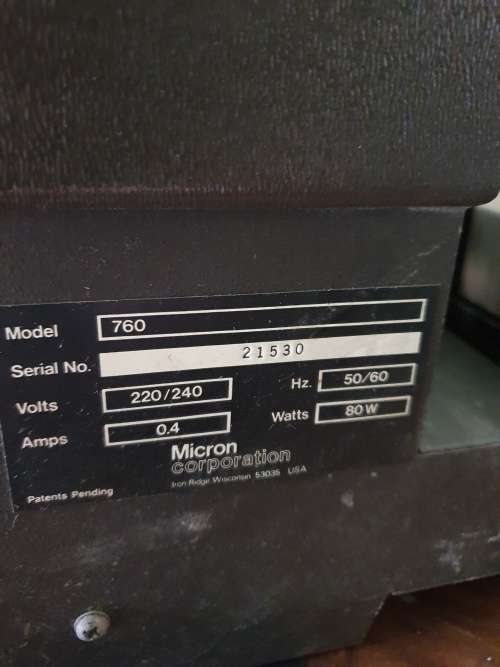 Model 760
Serial No. 21530
Volts 220/240 Hz. 50/60
Amps 0.4 Watts 80W
Micron
corporation
Iron Ridge Wisconsin 53035 USA
Patents Pending